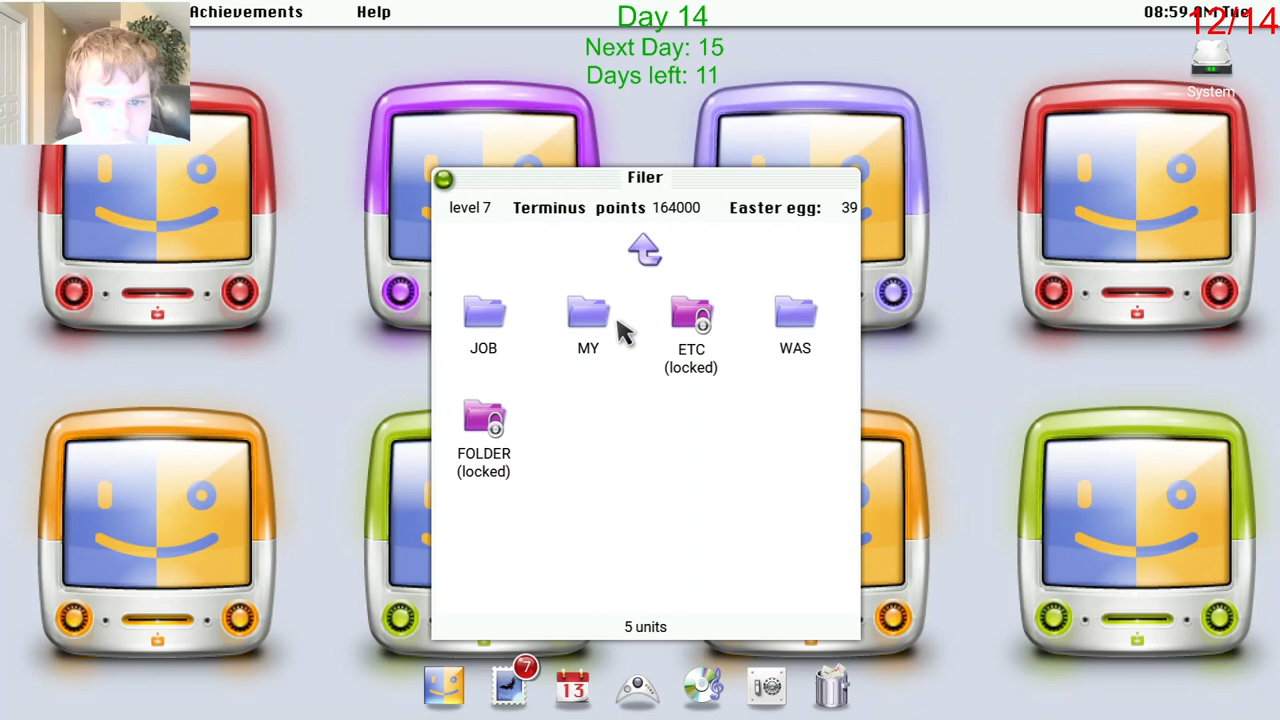 Achievements Help
Day 14
Next Day: 15
Days left: 11
08:59 AM Tue
12/14
System
Filer
level 7 Terminus points 164000 Easter egg: 39
JOB MY ETC (locked) WAS
FOLDER (locked)
5 units
7
13